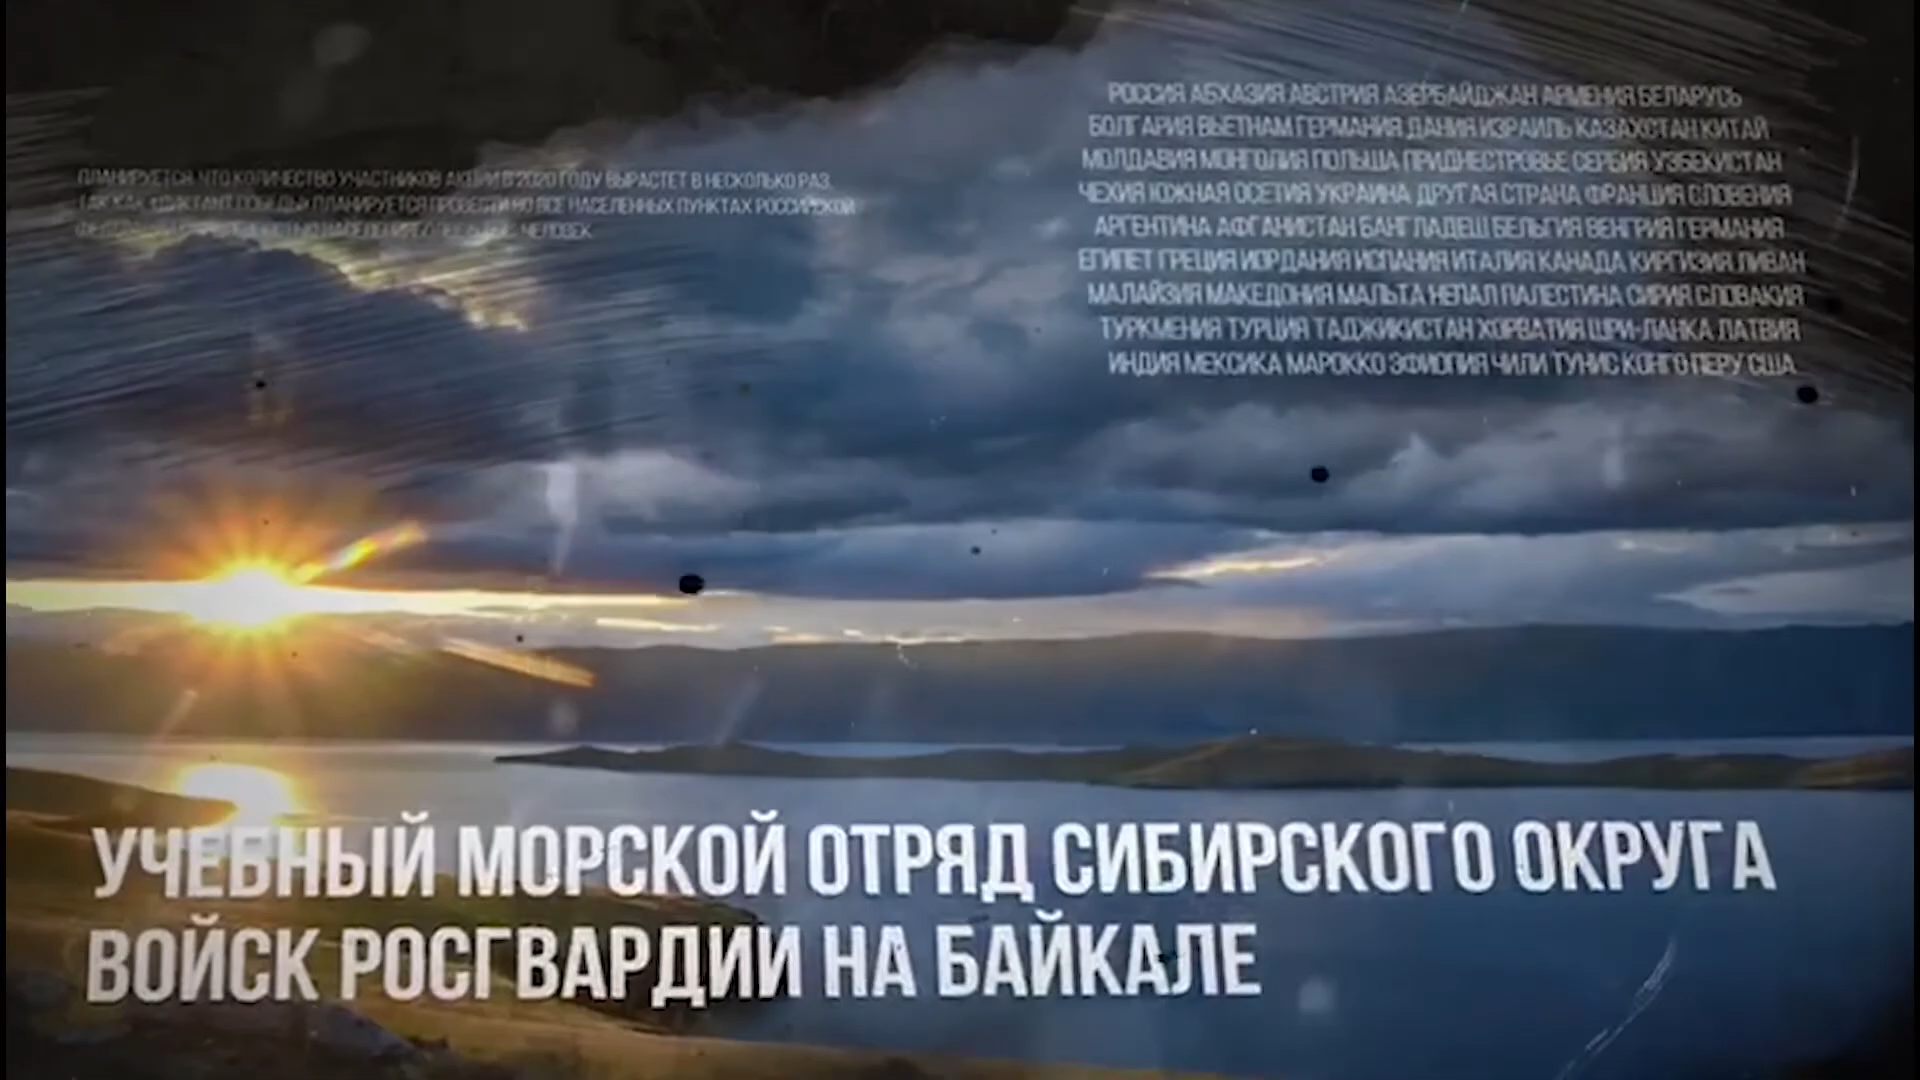 ПЛАНИРУЕТСЯ, ЧТО КОЛИЧЕСТВО УЧАСТНИКОВ АКЦИИ В 2020 ГОДУ ВЫРАСТЕТ В НЕСКОЛЬКО РАЗ,
ТАК КАК «ДИКТАНТ ПОБЕДЫ» ПЛАНИРУЕТСЯ ПРОВЕСТИ ВО ВСЕ НАСЕЛЕННЫХ ПУНКТАХ РОССИЙСКОЙ
ЧЕЛОВЕК.
РОССИЯ АБХАЗИЯ АВСТРИЯ АЗЕРБАЙДЖАН АРМЕНИЯ БЕЛАРУСЬ
БОЛГАРИЯ ВЬЕТНАМ ГЕРМАНИЯ ДАНИЯ ИЗРАИЛЬ КАЗАХСТАН КИТАЙ
МОЛДАВИЯ МОНГОЛИЯ ПОЛЬША ПРИДНЕСТРОВЬЕ СЕРБИЯ УЗБЕКИСТАН
ЧЕХИЯ ЮЖНАЯ ОСЕТИЯ УКРАИНА ДРУГАЯ СТРАНА ФРАНЦИЯ СЛОВЕНИЯ
АРГЕНТИНА АФГАНИСТАН БАНГЛАДЕШ БЕЛЬГИЯ ВЕНГРИЯ ГЕРМАНИЯ
ЕГИПЕТ ГРЕЦИЯ ИОРДАНИЯ ИСПАНИЯ ИТАЛИЯ КАНАДА КИРГИЗИЯ ЛИВАН
МАЛАЙЗИЯ МАКЕДОНИЯ МАЛЬТА НЕПАЛ ПАЛЕСТИНА СИРИЯ СЛОВАКИЯ
ТУРКМЕНИЯ ТУРЦИЯ ТАДЖИКИСТАН ХОРВАТИЯ ШРИ-ЛАНКА ЛАТВИЯ
ИНДИЯ МЕКСИКА МАРОККО ЭФИОПИЯ ЧИЛИ ТУНИС КОНГО ПЕРУ США
УЧЕБНЫЙ МОРСКОЙ ОТРЯД СИБИРСКОГО ОКРУГА
ВОЙСК РОСГВАРДИИ НА БАЙКАЛЕ